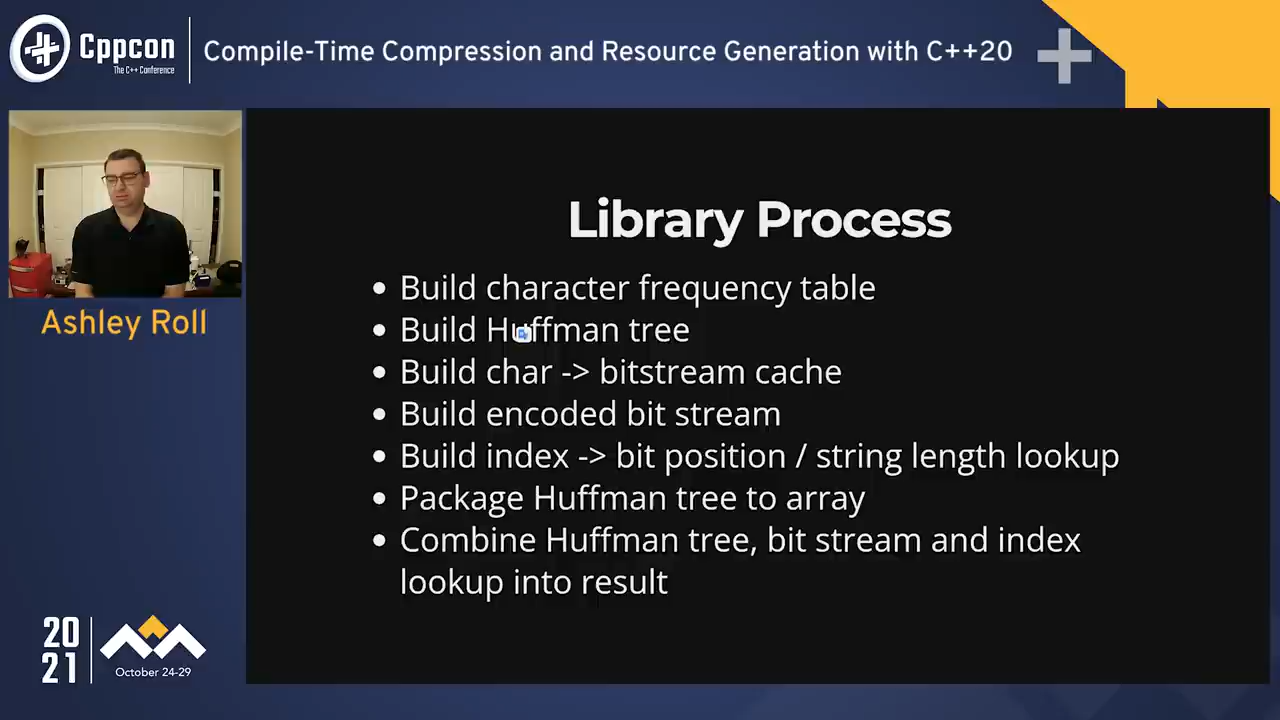 Cppcon
The C++ Conference
Compile-Time Compression and Resource Generation with C++20
Ashley Roll
Library Process
• Build character frequency table
• Build Huffman tree
• Build char -> bitstream cache
• Build encoded bit stream
• Build index -> bit position / string length lookup
• Package Huffman tree to array
• Combine Huffman tree, bit stream and index
lookup into result
20
21
October 24-29